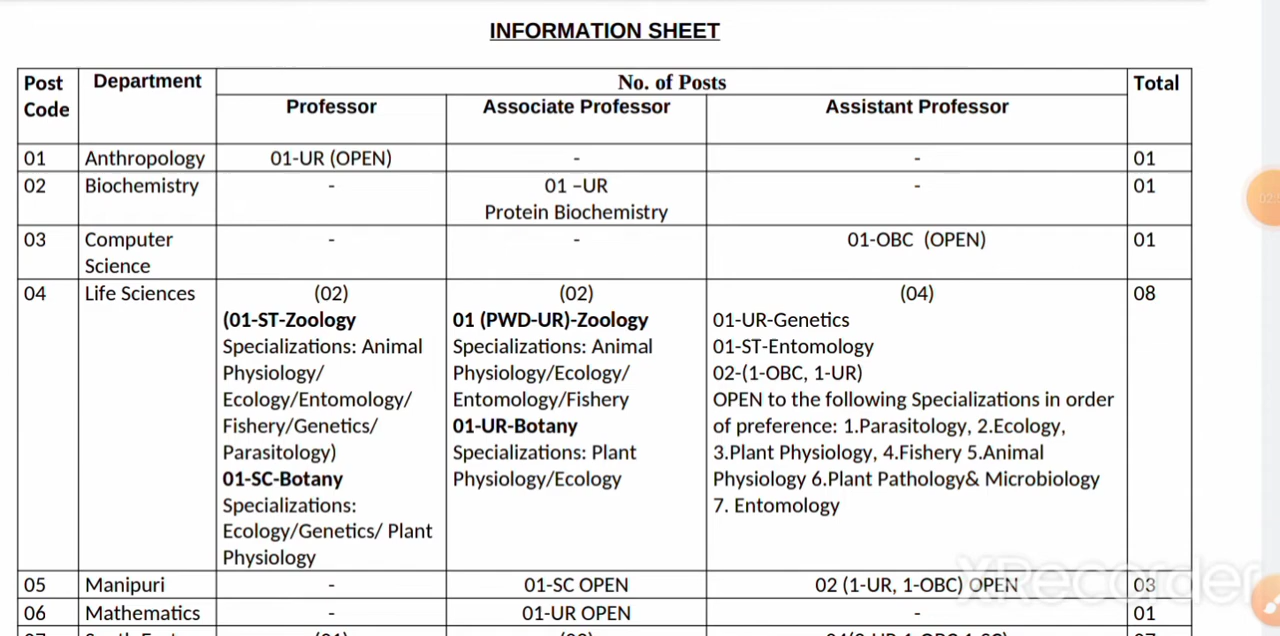 INFORMATION SHEET
Post Code Department No. of Posts Total
Professor Associate Professor Assistant Professor
01 Anthropology 01-UR (OPEN) - - 01
02 Biochemistry - 01 –UR - 01
Protein Biochemistry
03 Computer - - 01-OBC (OPEN) 01
Science
04 Life Sciences (02) (02) (04) 08
(01-ST-Zoology 01 (PWD-UR)-Zoology 01-UR-Genetics
Specializations: Animal Specializations: Animal 01-ST-Entomology
Physiology/ Physiology/Ecology/ 02-(1-OBC, 1-UR)
Ecology/Entomology/ Entomology/Fishery OPEN to the following Specializations in order
Fishery/Genetics/ 01-UR-Botany of preference: 1.Parasitology, 2.Ecology,
Parasitology) Specializations: Plant 3.Plant Physiology, 4.Fishery 5.Animal
01-SC-Botany Physiology/Ecology Physiology 6.Plant Pathology& Microbiology
Specializations: 7. Entomology
Ecology/Genetics/ Plant
Physiology
05 Manipuri - 01-SC OPEN 02 (1-UR, 1-OBC) OPEN 03
06 Mathematics - 01-UR OPEN - 01
XRecorder